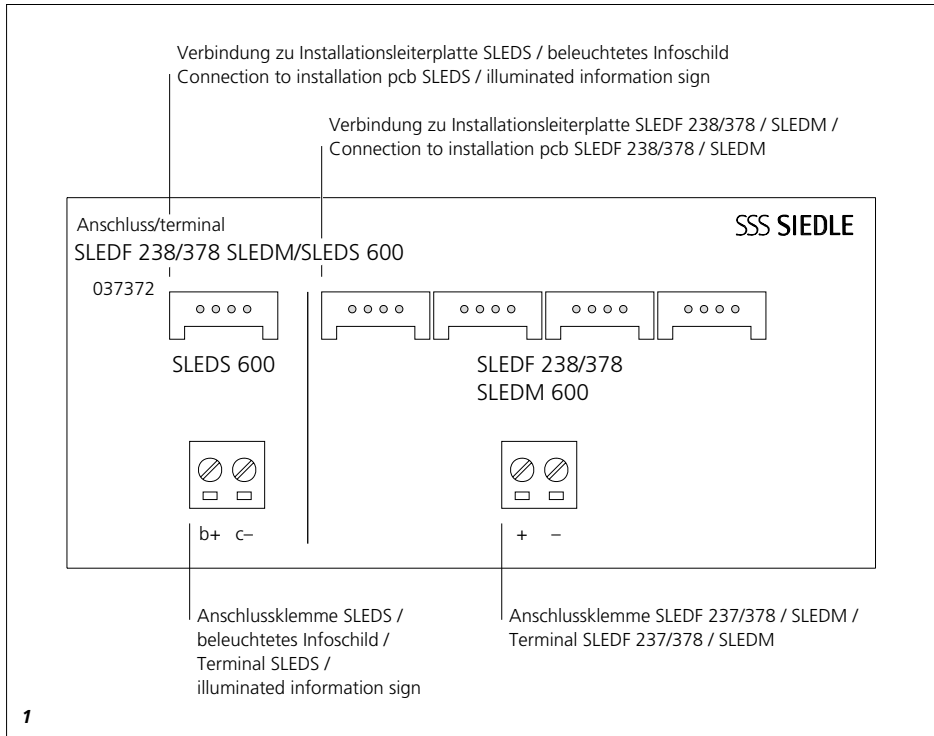 Verbindung zu Installationsleiterplatte SLEDS / beleuchtetes Infoschild
Connection to installation pcb SLEDS / illuminated information sign
Verbindung zu Installationsleiterplatte SLEDF 238/378 / SLEDM /
Connection to installation pcb SLEDF 238/378 / SLEDM
Anschluss/terminal
SSS SIEDLE
SLEDF 238/378 SLEDM/SLEDS 600
037372
SLEDS 600
SLEDF 238/378
SLEDM 600
b+ c–
+ –
Anschlussklemme SLEDS /
beleuchtetes Infoschild /
Terminal SLEDS /
illuminated information sign
Anschlussklemme SLEDF 237/378 / SLEDM /
Terminal SLEDF 237/378 / SLEDM
1